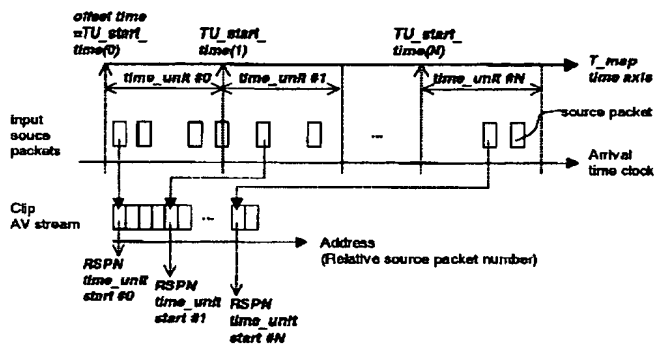 offset time
=TU_start_
time(0)
TU_start_
time(1)
TU_start_
time(N)
T_map
time axis
time_unit #0
time_unit #1
time_unit #N
source packet
Input
souce
packets
...
Arrival
time clock
Clip
AV stream
...
Address
(Relative source packet number)
RSPN
time_unit
start #0
RSPN
time_unit
start #1
RSPN
time_unit
start #N